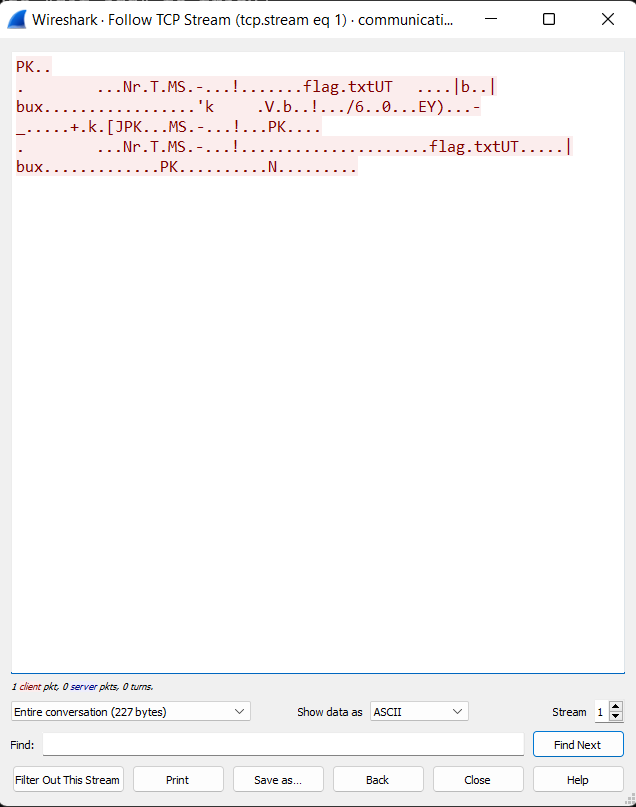 Wireshark · Follow TCP Stream (tcp.stream eq 1) · communicati...
PK..
.        ...Nr.T.MS.-...!.......flag.txtUT   ....|b..|
bux.................'k     .V.b..!.../6..0...EY)...-
_.....+.k.[JPK...MS.-...!...PK....
.        ...Nr.T.MS.-...!.....................flag.txtUT.....|
bux.............PK..........N.........
1 client pkt, 0 server pkts, 0 turns.
Entire conversation (227 bytes) Show data as ASCII Stream 1
Find: Find Next
Filter Out This Stream Print Save as... Back Close Help